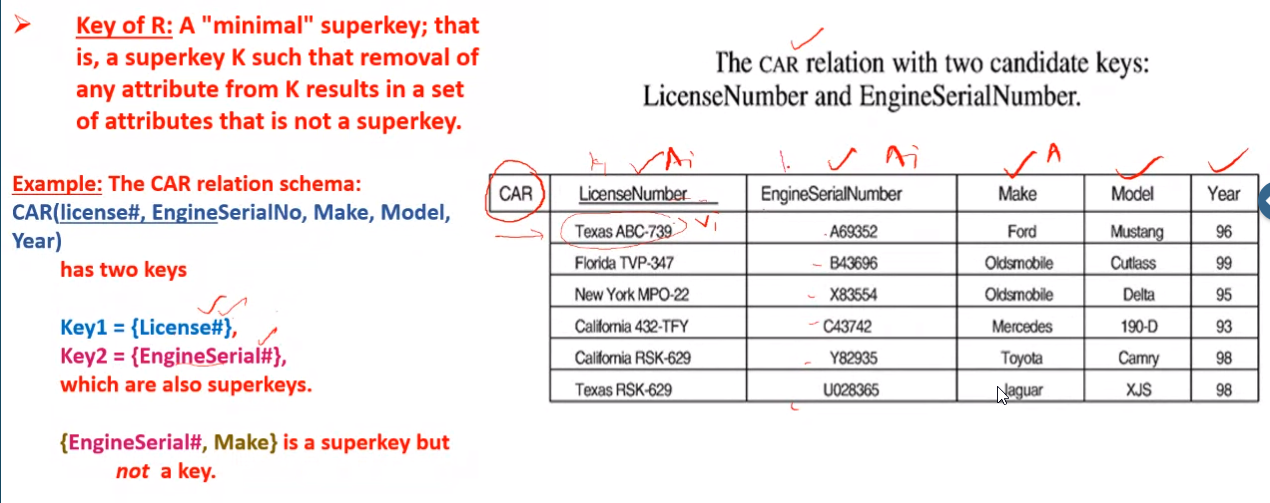 Key of R: A "minimal" superkey; that
is, a superkey K such that removal of
any attribute from K results in a set
of attributes that is not a superkey.
Example: The CAR relation schema:
CAR(license#, EngineSerialNo, Make, Model,
Year)
has two keys
Key1 = {License#},
Key2 = {EngineSerial#},
which are also superkeys.
{EngineSerial#, Make} is a superkey but
not a key.
The CAR relation with two candidate keys:
LicenseNumber and EngineSerialNumber.
Ai Ai A
CAR LicenseNumber EngineSerialNumber Make Model Year
Texas ABC-739 Vi A69352 Ford Mustang 96
Florida TVP-347 B43696 Oldsmobile Cutlass 99
New York MPO-22 X83554 Oldsmobile Delta 95
California 432-TFY C43742 Mercedes 190-D 93
California RSK-629 Y82935 Toyota Camry 98
Texas RSK-629 U028365 Jaguar XJS 98